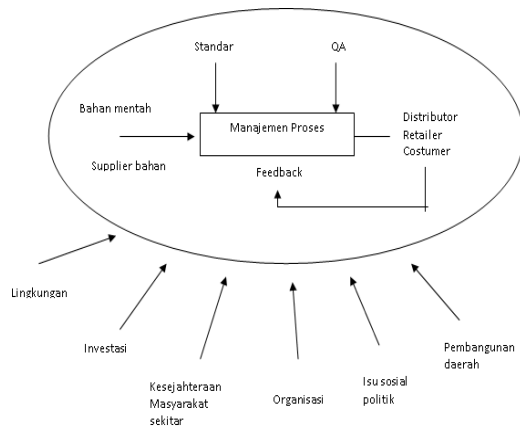 Standar
QA
Bahan mentah
Manajemen Proses
Distributor
Retailer
Costumer
Supplier bahan
Feedback
Lingkungan
Investasi
Kesejahteraan
Masyarakat
sekitar
Organisasi
Isu sosial
politik
Pembangunan
daerah